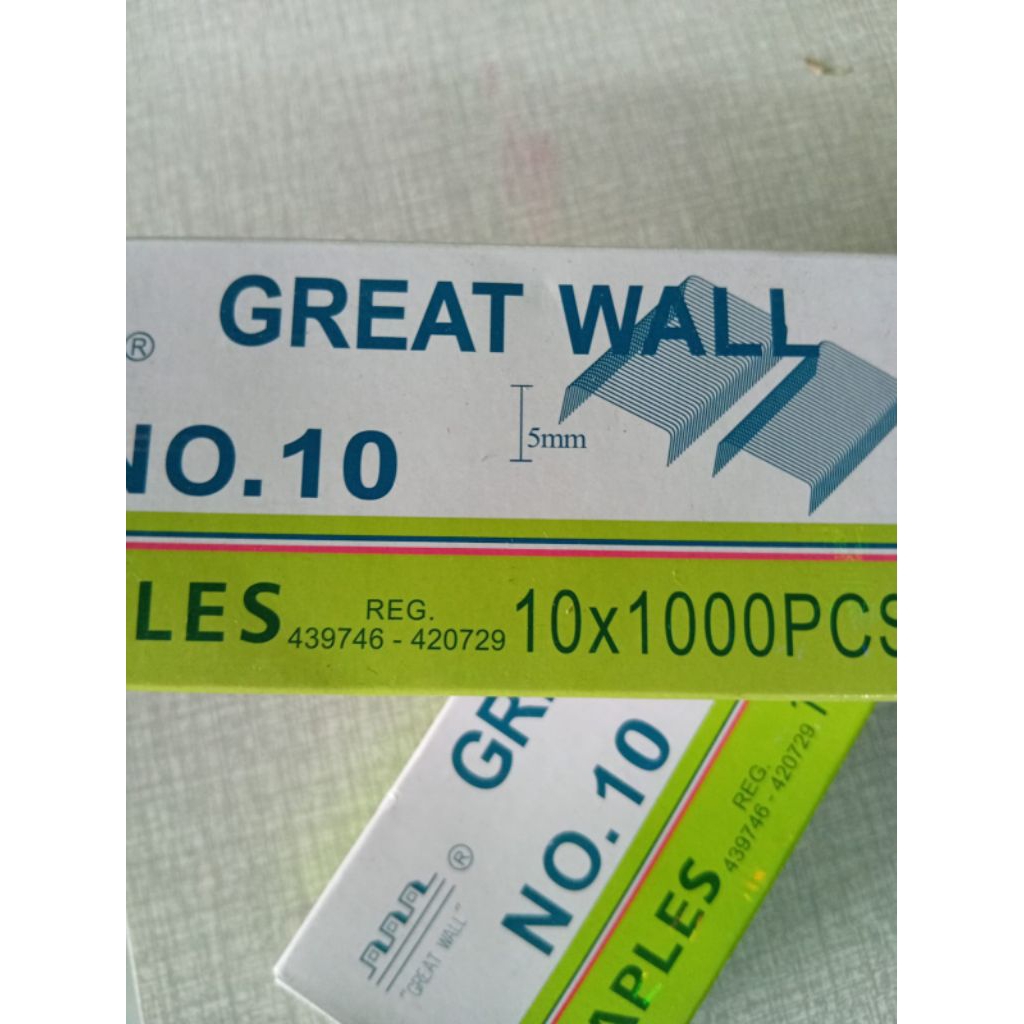 ® GREAT WALL
5mm
NO.10
LES REG. 10x1000PCS
439746 - 420729
GR
NO.10
®
"GREAT WALL"
APLES REG.
439746 - 420729